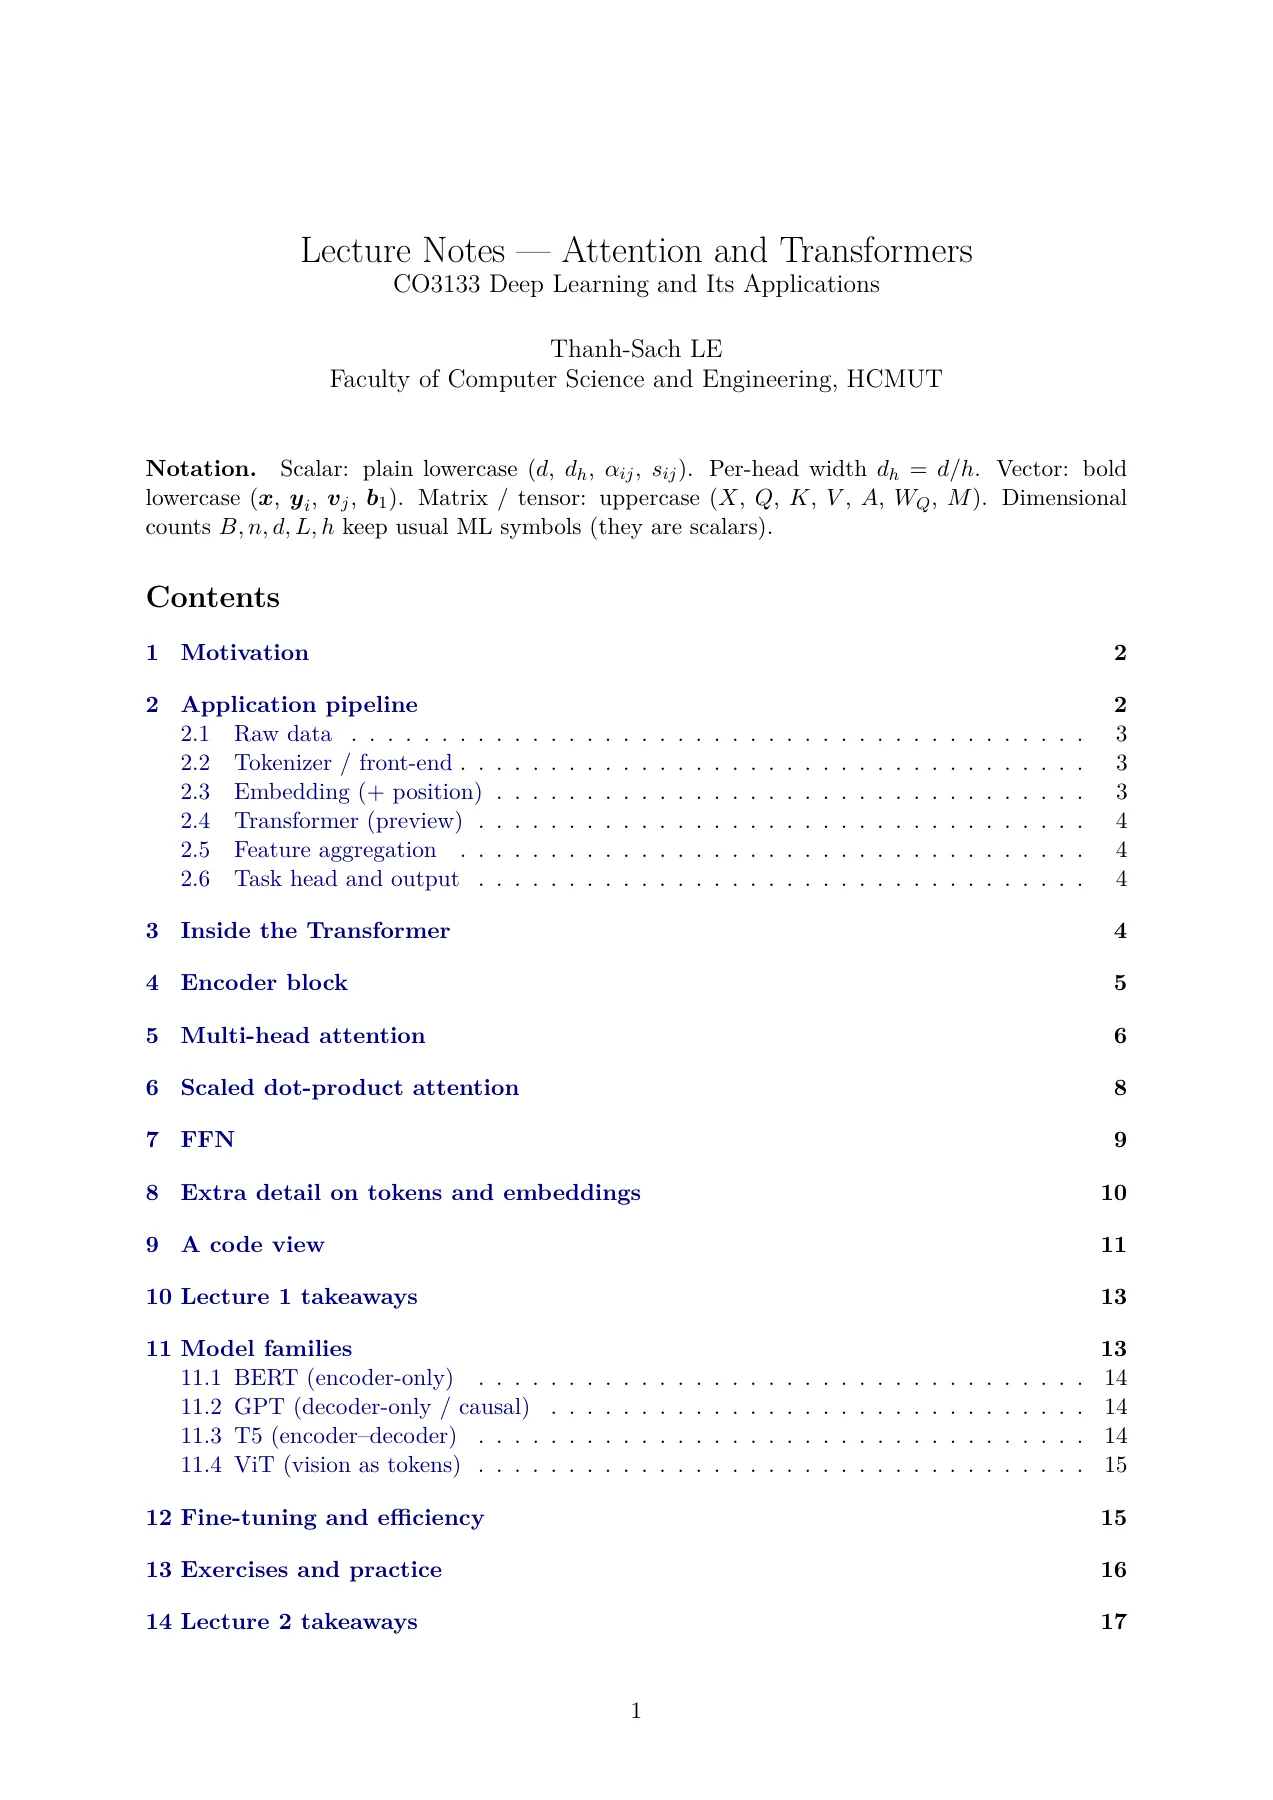 Lecture Notes — Attention and Transformers
CO3133 Deep Learning and Its Applications
Thanh-Sach LE
Faculty of Computer Science and Engineering, HCMUT
Notation. Scalar: plain lowercase (d, d_h, α_ij, s_ij). Per-head width d_h = d/h. Vector: bold
lowercase (x, y_i, v_j, b_1). Matrix / tensor: uppercase (X, Q, K, V, A, W_Q, M). Dimensional
counts B, n, d, L, h keep usual ML symbols (they are scalars).
Contents
1 Motivation 2
2 Application pipeline 2
2.1 Raw data . . . . . . . . . . . . . . . . . . . . . . . . . . . . . . . . . . . . . . . . . 3
2.2 Tokenizer / front-end . . . . . . . . . . . . . . . . . . . . . . . . . . . . . . . . . . . 3
2.3 Embedding (+ position) . . . . . . . . . . . . . . . . . . . . . . . . . . . . . . . . . 3
2.4 Transformer (preview) . . . . . . . . . . . . . . . . . . . . . . . . . . . . . . . . . . 4
2.5 Feature aggregation . . . . . . . . . . . . . . . . . . . . . . . . . . . . . . . . . . . 4
2.6 Task head and output . . . . . . . . . . . . . . . . . . . . . . . . . . . . . . . . . . 4
3 Inside the Transformer 4
4 Encoder block 5
5 Multi-head attention 6
6 Scaled dot-product attention 8
7 FFN 9
8 Extra detail on tokens and embeddings 10
9 A code view 11
10 Lecture 1 takeaways 13
11 Model families 13
11.1 BERT (encoder-only) . . . . . . . . . . . . . . . . . . . . . . . . . . . . . . . . . . 14
11.2 GPT (decoder-only / causal) . . . . . . . . . . . . . . . . . . . . . . . . . . . . . . 14
11.3 T5 (encoder–decoder) . . . . . . . . . . . . . . . . . . . . . . . . . . . . . . . . . . 14
11.4 ViT (vision as tokens) . . . . . . . . . . . . . . . . . . . . . . . . . . . . . . . . . . 15
12 Fine-tuning and efficiency 15
13 Exercises and practice 16
14 Lecture 2 takeaways 17
1